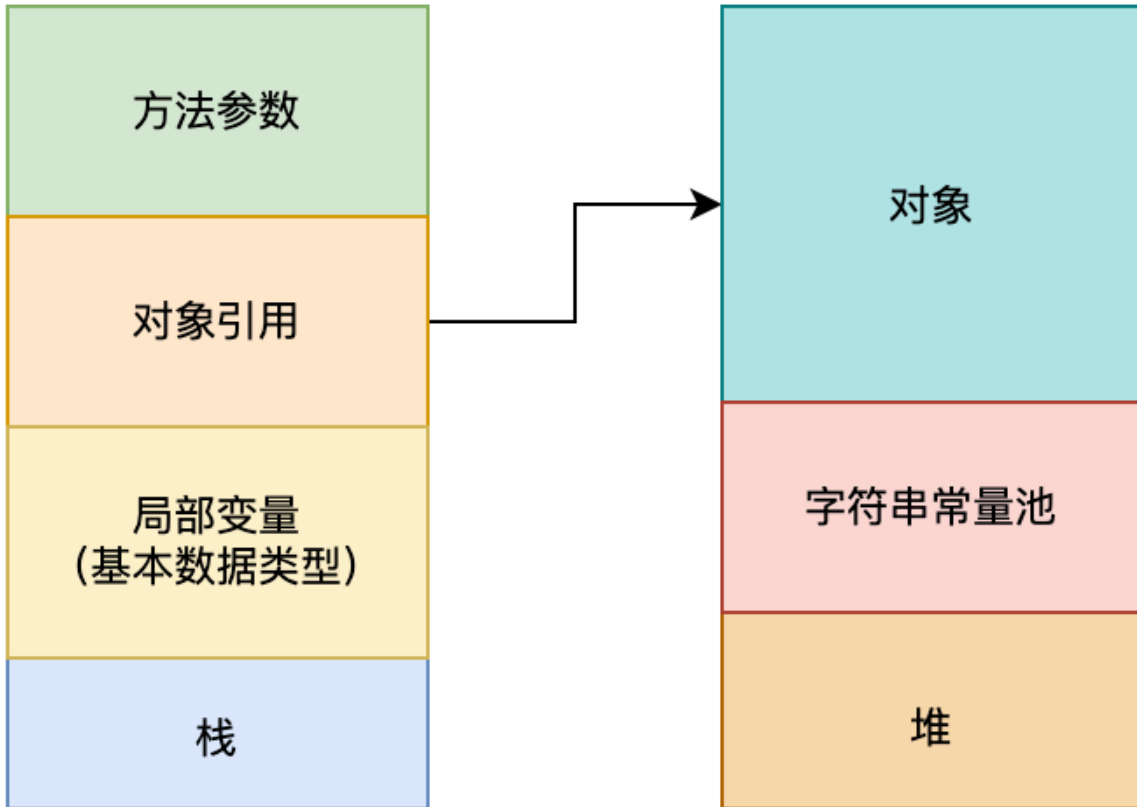 方法参数
对象引用
局部变量
（基本数据类型）
栈
对象
字符串常量池
堆